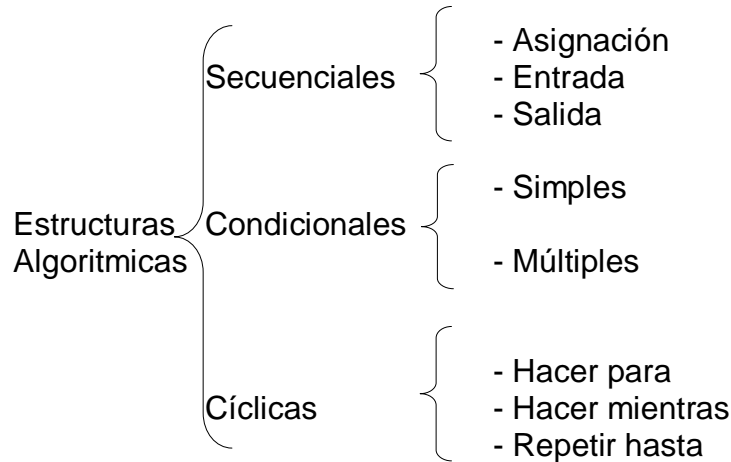 Estructuras
Algoritmicas
Secuenciales
- Asignación
- Entrada
- Salida
Condicionales
- Simples
- Múltiples
Cíclicas
- Hacer para
- Hacer mientras
- Repetir hasta